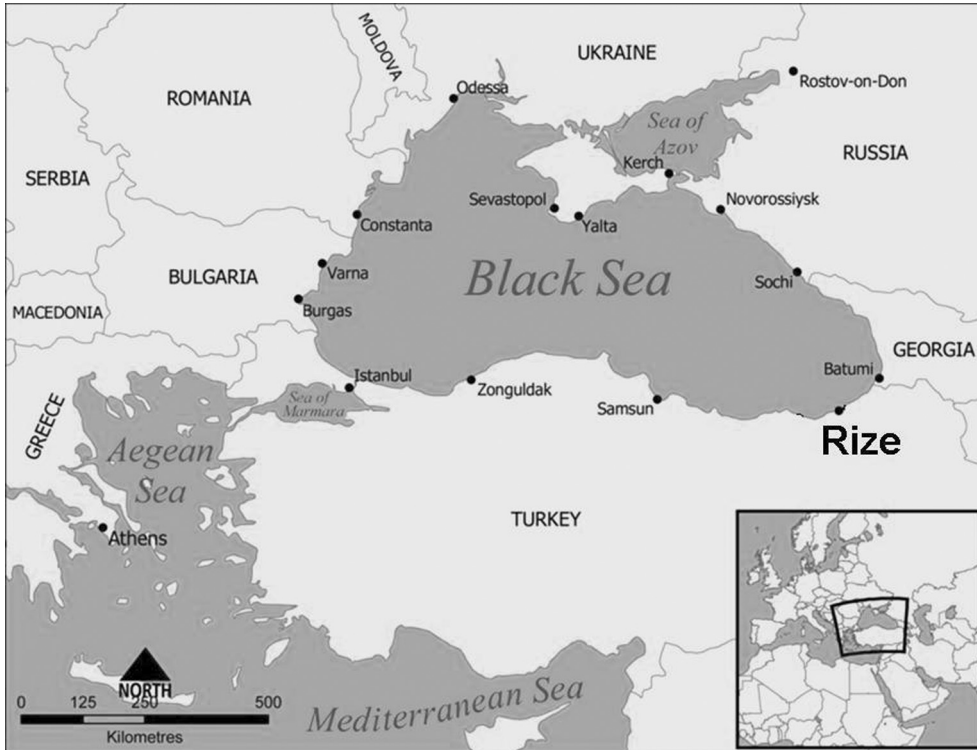 MOLDOVA
UKRAINE
ROMANIA
Odessa
Rostov-on-Don
Sea of
Azov
RUSSIA
SERBIA
Kerch
Sevastopol
Yalta
Novorossiysk
Constanta
BULGARIA
Varna
Black Sea
Sochi
MACEDONIA
Burgas
GEORGIA
Istanbul
Zonguldak
Batumi
Sea of
Marmara
Samsun
GREECE
Rize
Aegean
Sea
TURKEY
Athens
NORTH
0 125 250 500
Kilometres
Mediterranean Sea